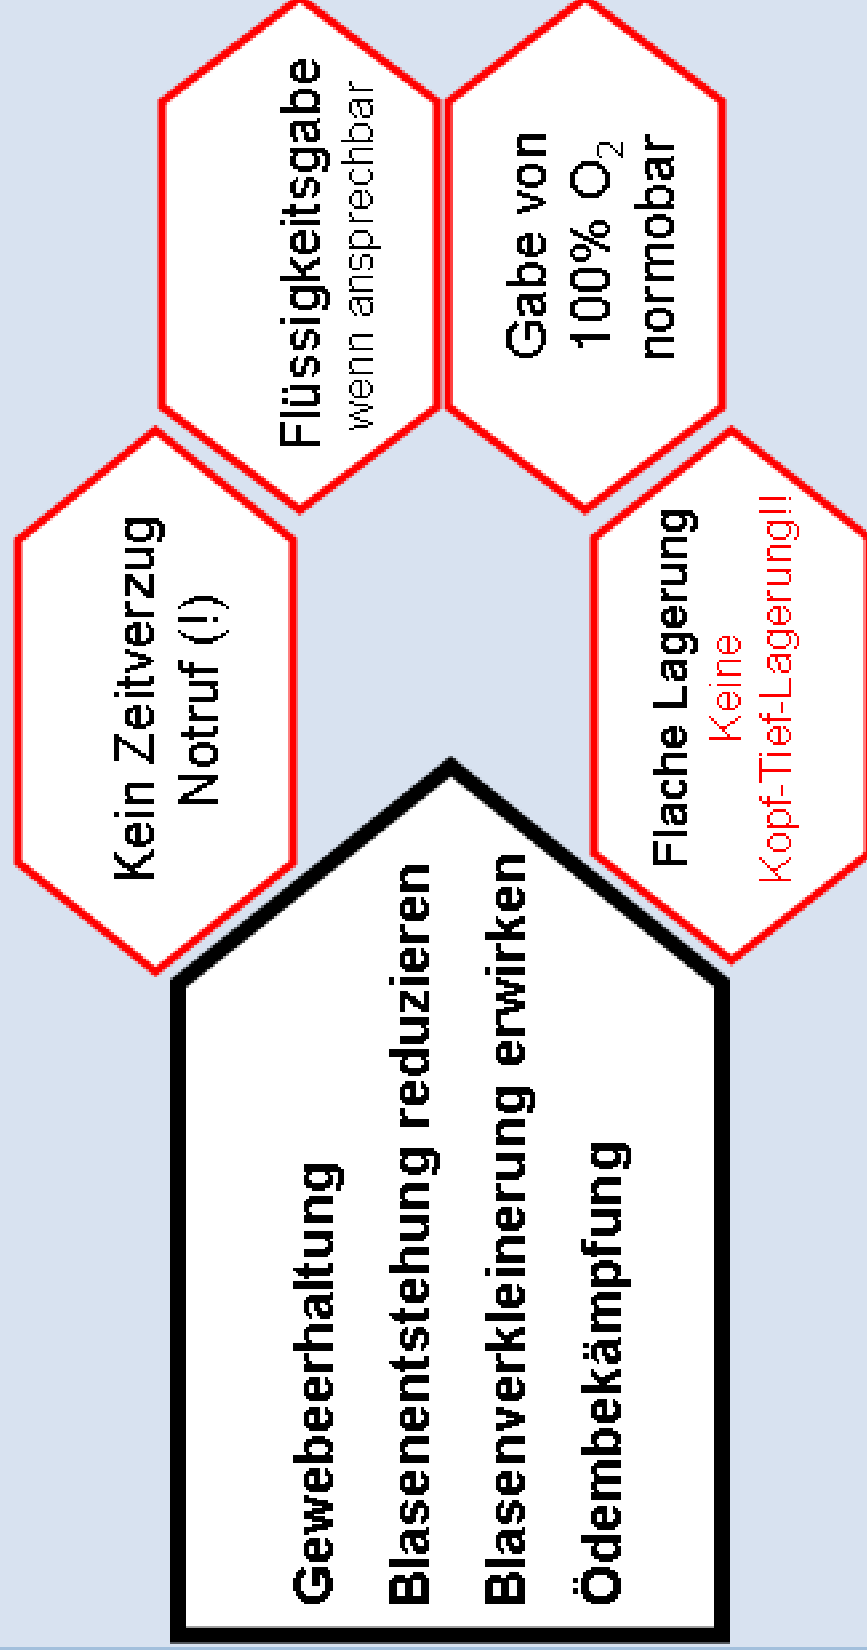 Kein Zeitverzug
Notruf (!)
Flüssigkeitsgabe
wenn ansprechbar
Gabe von
100% O₂
normobar
Flache Lagerung
Keine
Kopf-Tief-Lagerung!!
Gewebeerhaltung
Blasenentstehung reduzieren
Blasenverkleinerung erwirken
Ödembekämpfung